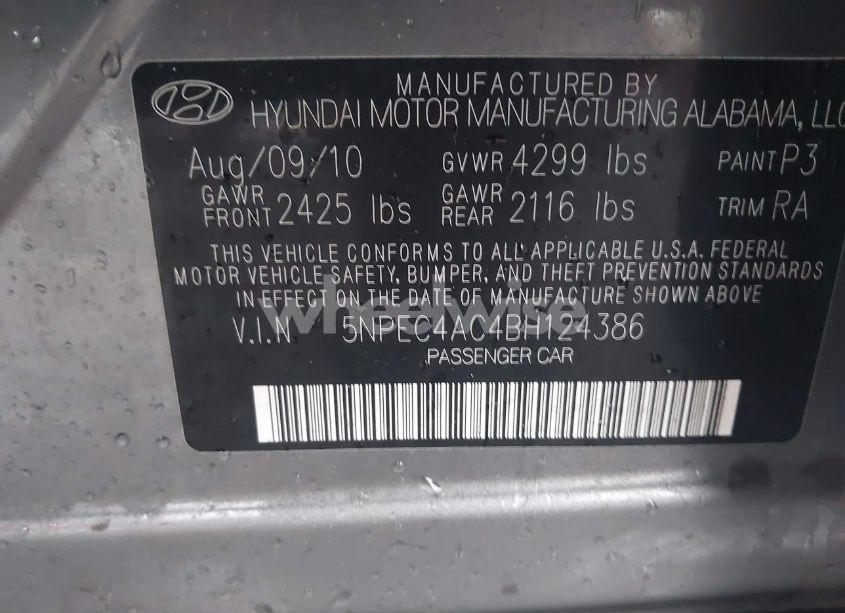 MANUFACTURED BY
HYUNDAI MOTOR MANUFACTURING ALABAMA, LLC
Aug/09/10 GVWR 4299 lbs PAINT P3
GAWR FRONT 2425 lbs GAWR REAR 2116 lbs TRIM RA
THIS VEHICLE CONFORMS TO ALL APPLICABLE U.S.A. FEDERAL
MOTOR VEHICLE SAFETY, BUMPER, AND THEFT PREVENTION STANDARDS
IN EFFECT ON THE DATE OF MANUFACTURE SHOWN ABOVE
V.I.N 5NPEC4AC4BH124386
PASSENGER CAR
wheelwise
wheelwise